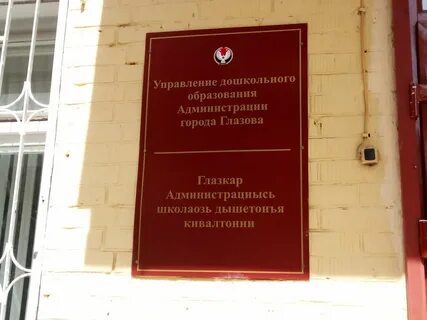 Управление дошкольного
образования
Администрации
города Глазова
Глазкар
Администрациысь
школаозь дышетонъя
кивалтонни